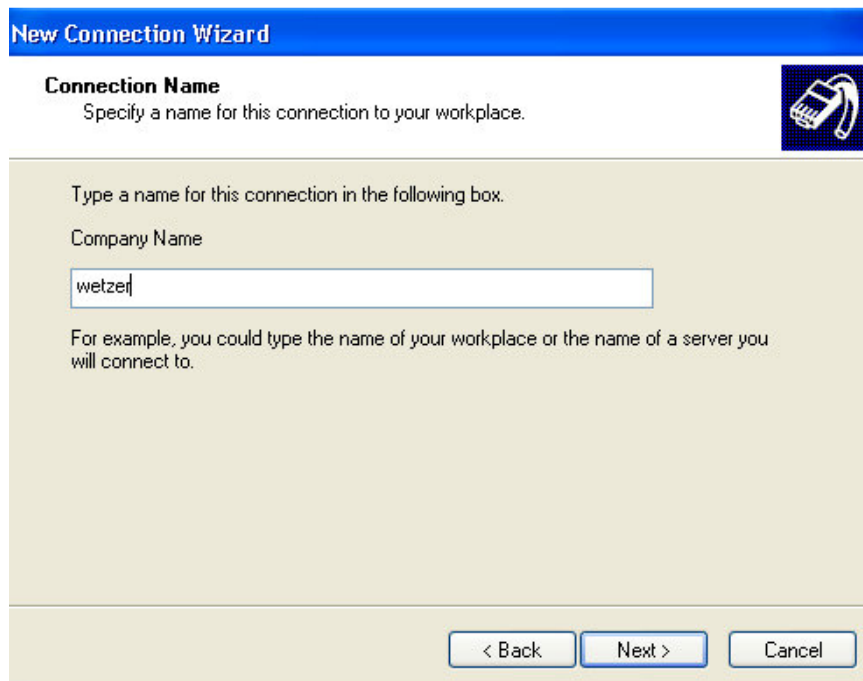 New Connection Wizard
Connection Name
Specify a name for this connection to your workplace.
Type a name for this connection in the following box.
Company Name
wetzer
For example, you could type the name of your workplace or the name of a server you
will connect to.
< Back
Next >
Cancel